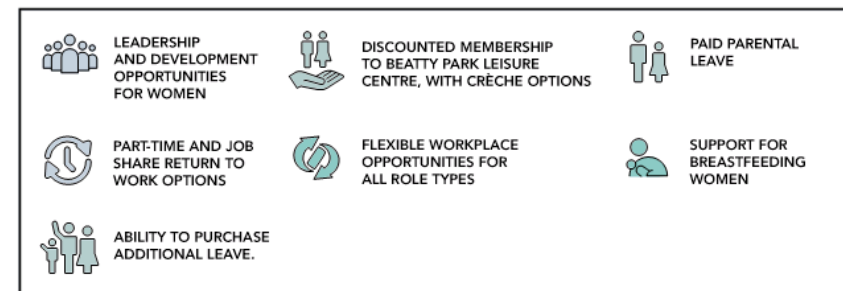 LEADERSHIP
AND DEVELOPMENT
OPPORTUNITIES
FOR WOMEN
DISCOUNTED MEMBERSHIP
TO BEATTY PARK LEISURE
CENTRE, WITH CRÈCHE OPTIONS
PAID PARENTAL
LEAVE
PART-TIME AND JOB
SHARE RETURN TO
WORK OPTIONS
FLEXIBLE WORKPLACE
OPPORTUNITIES FOR
ALL ROLE TYPES
SUPPORT FOR
BREASTFEEDING
WOMEN
ABILITY TO PURCHASE
ADDITIONAL LEAVE.